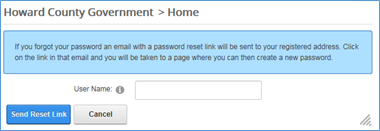 Howard County Government > Home
If you forgot your password an email with a password reset link will be sent to your registered address. Click
on the link in that email and you will be taken to a page where you can then create a new password.
User Name:
Send Reset Link Cancel